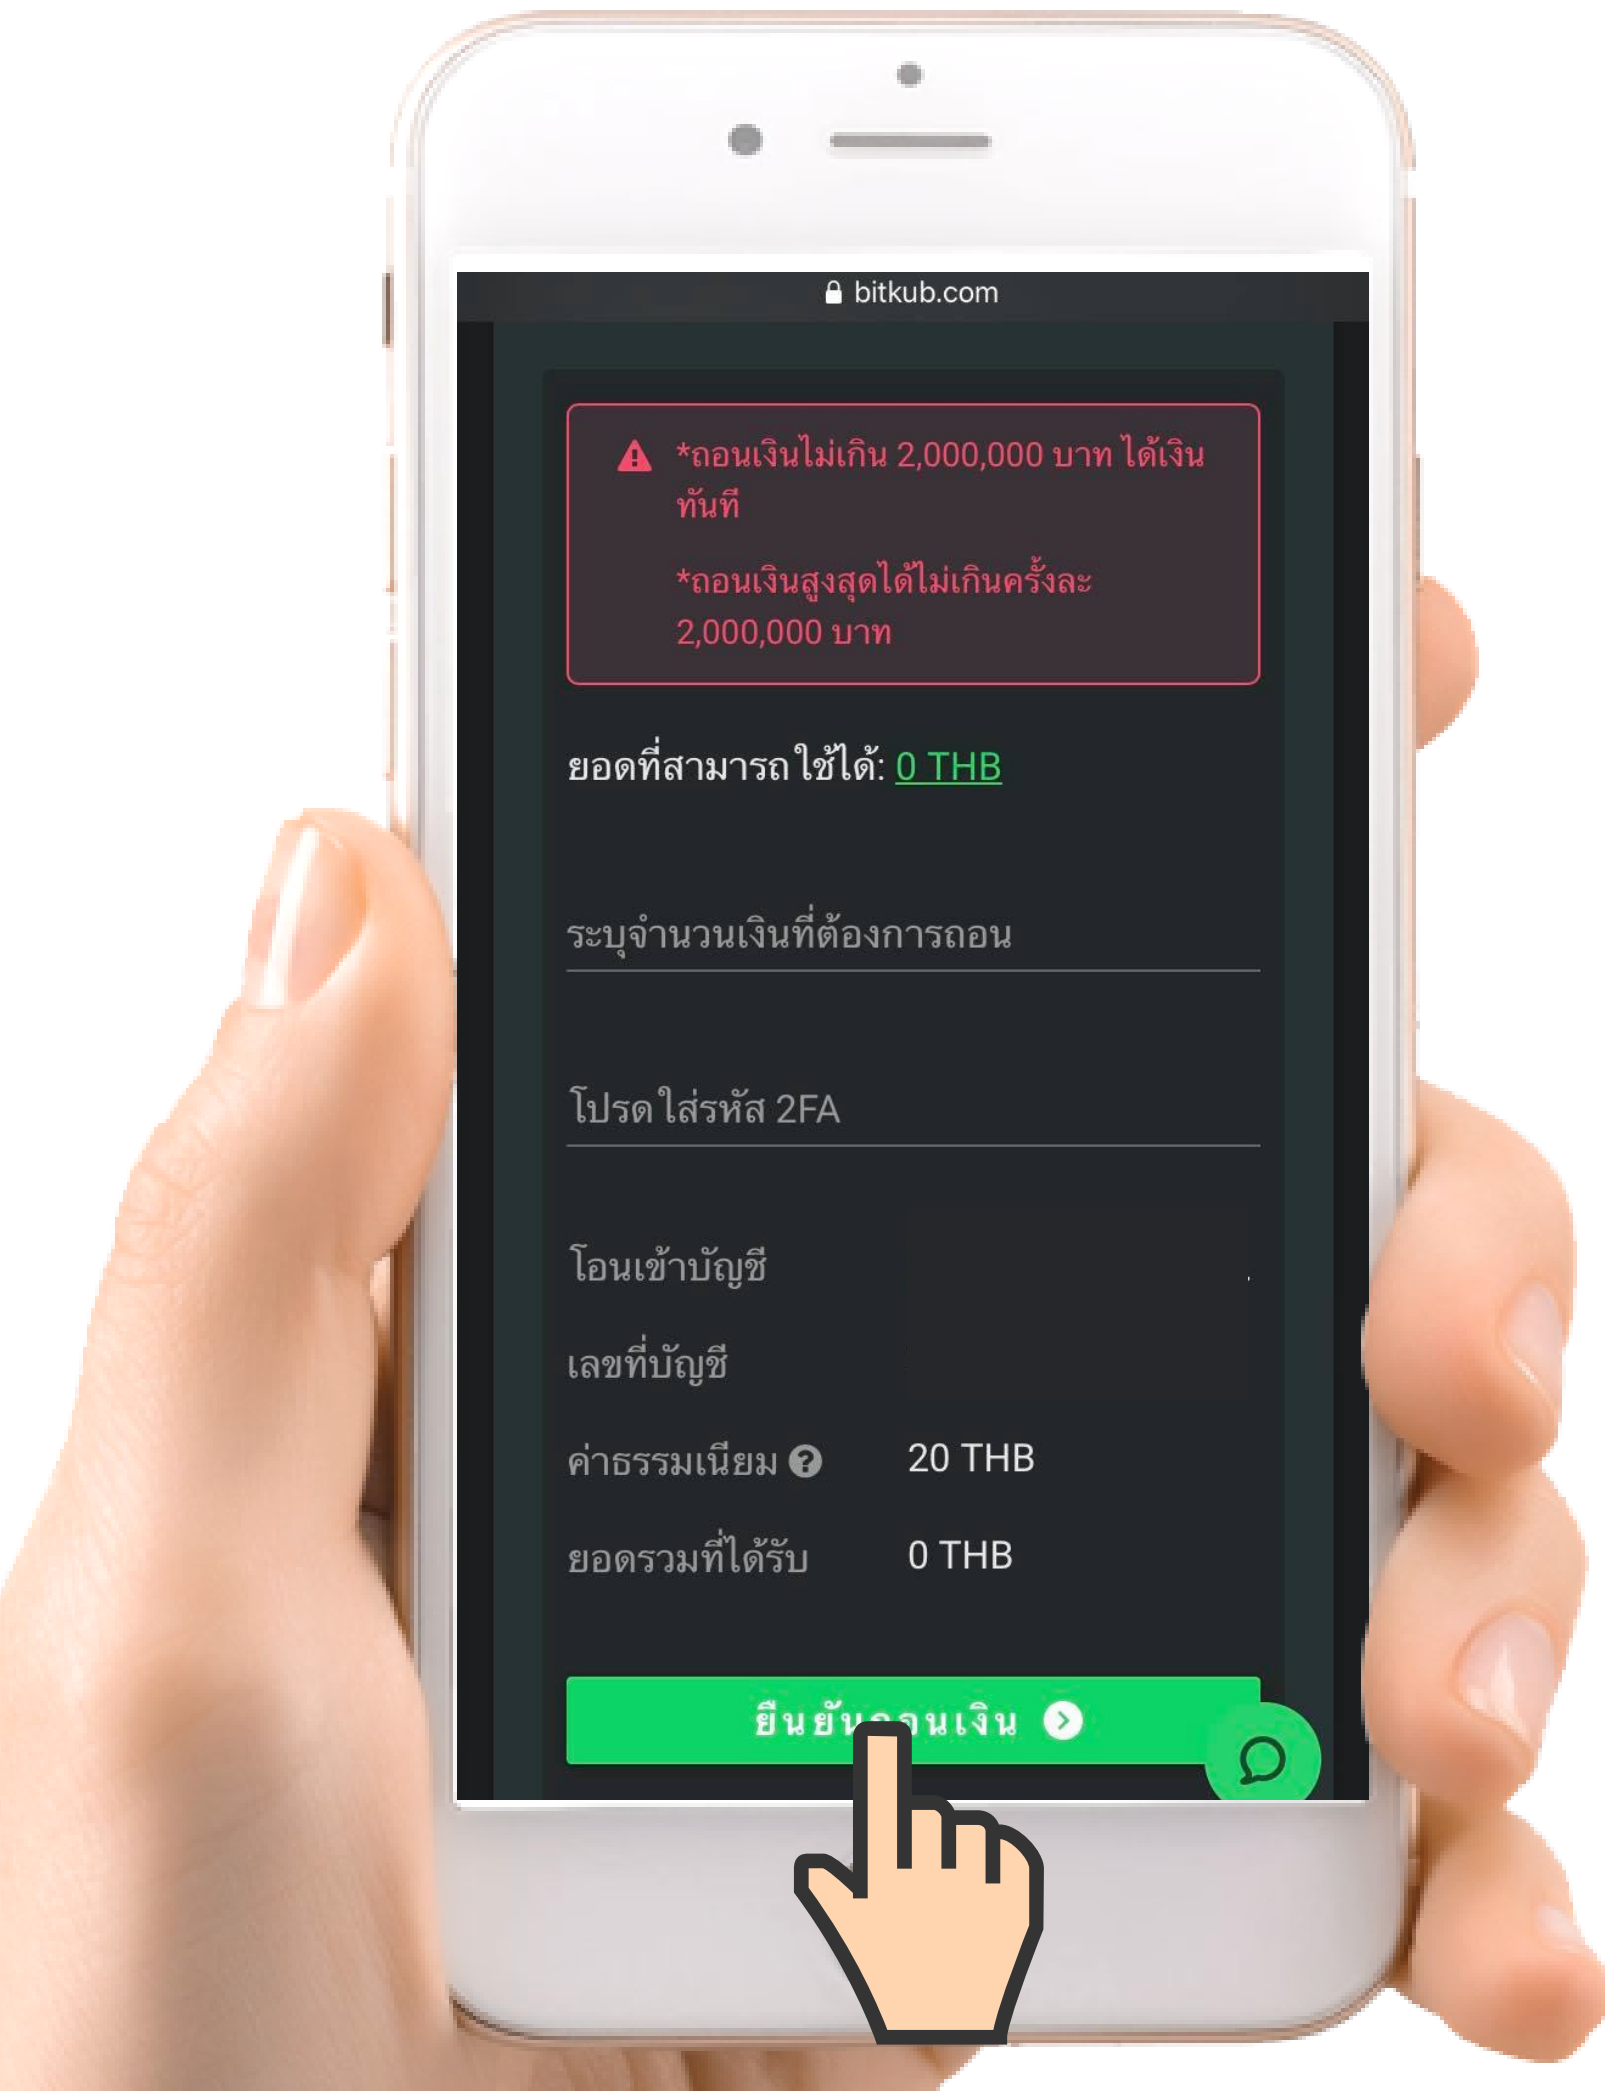 bitkub.com
*ถอนเงินไม่เกิน 2,000,000 บาท ได้เงิน
ทันที
*ถอนเงินสูงสุดได้ไม่เกินครั้งละ
2,000,000 บาท
ยอดที่สามารถใช้ได้: 0 THB
ระบุจำนวนเงินที่ต้องการถอน
โปรดใส่รหัส 2FA
โอนเข้าบัญชี
เลขที่บัญชี
ค่าธรรมเนียม 20 THB
ยอดรวมที่ได้รับ 0 THB
ยืนยันถอนเงิน